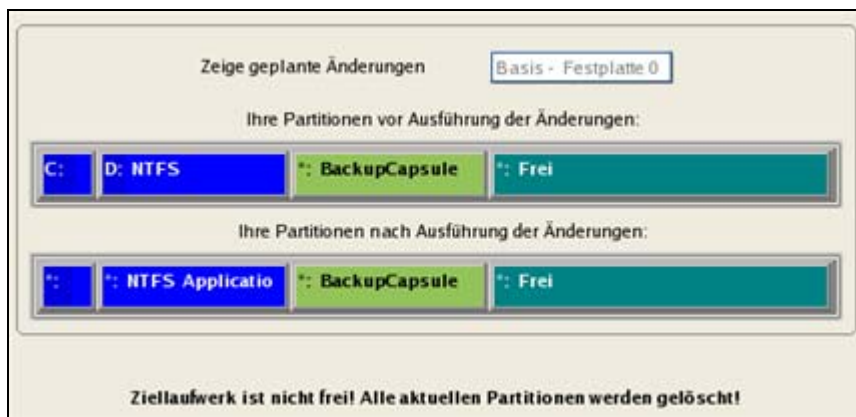 Zeige geplante Änderungen Basis - Festplatte 0
Ihre Partitionen vor Ausführung der Änderungen:
C: D: NTFS *: BackupCapsule *: Frei
Ihre Partitionen nach Ausführung der Änderungen:
*: *: NTFS Applicatio *: BackupCapsule *: Frei
Ziellaufwerk ist nicht frei! Alle aktuellen Partitionen werden gelöscht!